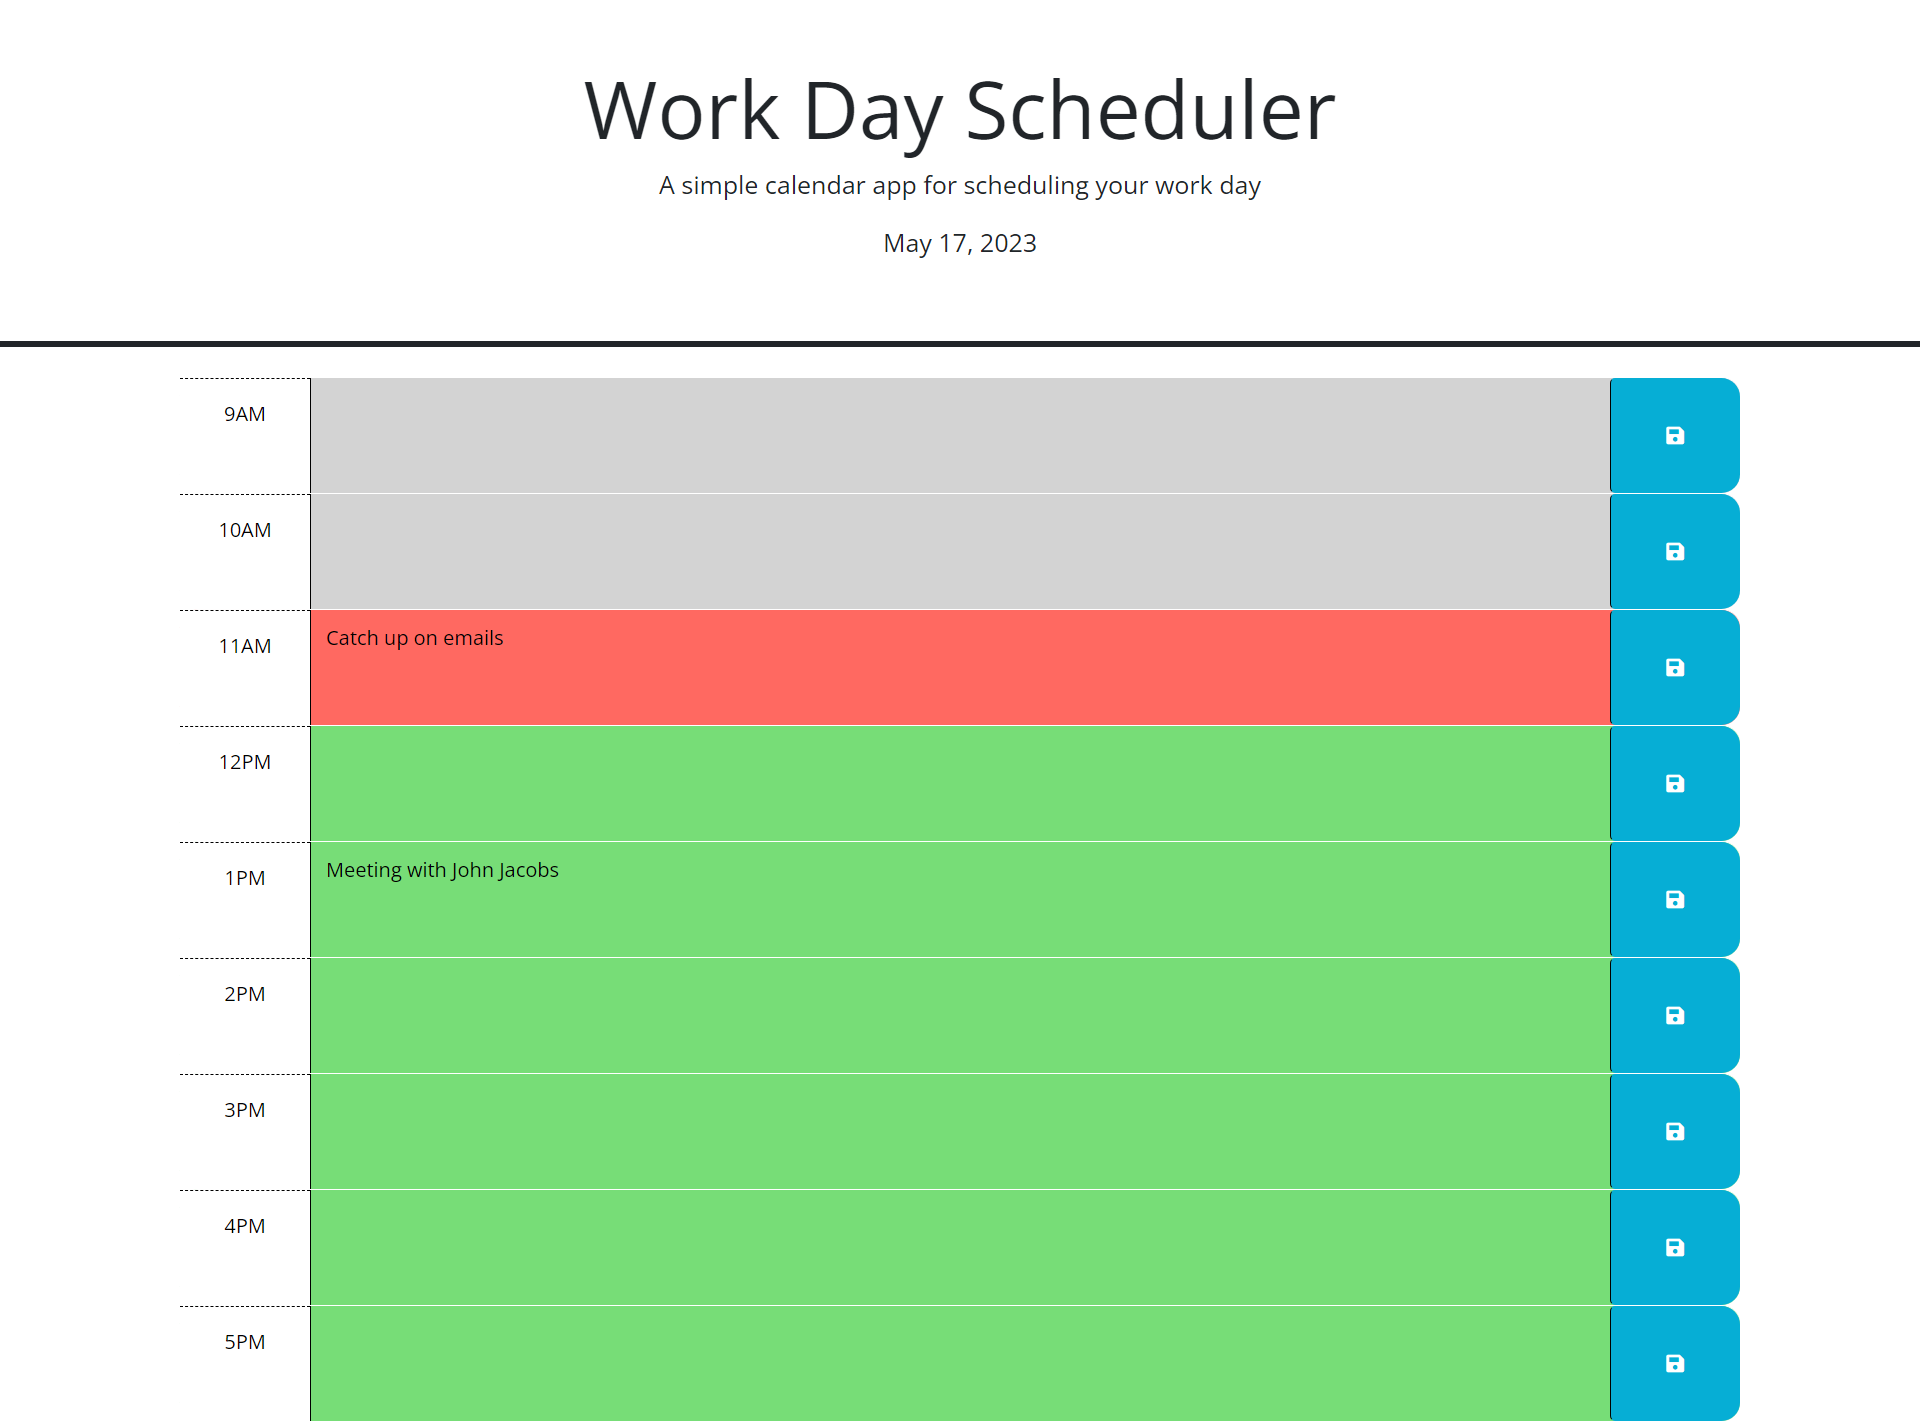 Work Day Scheduler
A simple calendar app for scheduling your work day
May 17, 2023
9AM
10AM
11AM
Catch up on emails
12PM
1PM
Meeting with John Jacobs
2PM
3PM
4PM
5PM